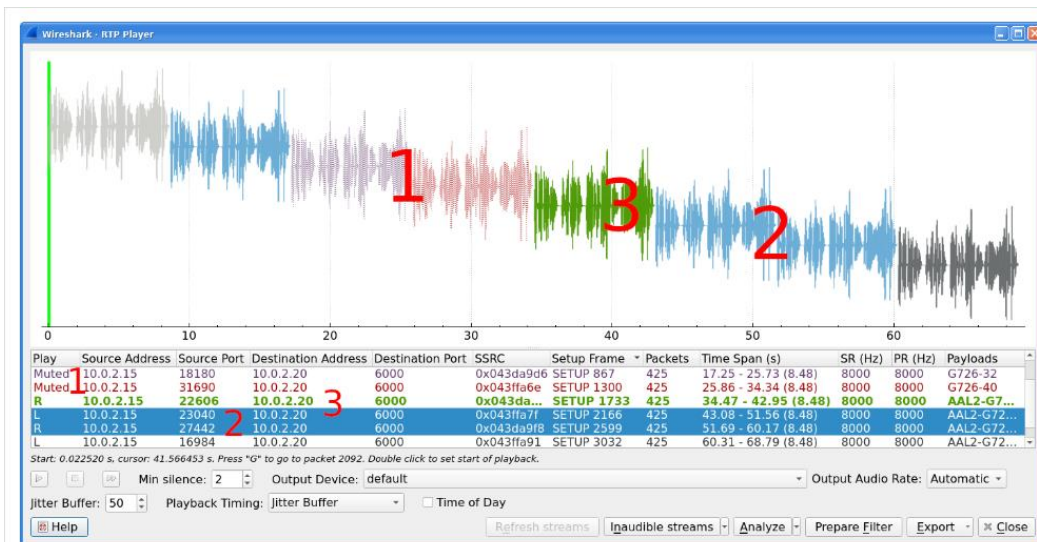 Wireshark · RTP Player
1
3
2
0 10 20 30 40 50 60
Play Source Address Source Port Destination Address Destination Port SSRC Setup Frame Packets Time Span (s) SR (Hz) PR (Hz) Payloads
Muted 10.0.2.15 18180 10.0.2.20 6000 0x043da9d6 SETUP 867 425 17.25 - 25.73 (8.48) 8000 8000 G726-32
1
Muted 10.0.2.15 31690 10.0.2.20 6000 0x043ffa6e SETUP 1300 425 25.86 - 34.34 (8.48) 8000 8000 G726-40
R 10.0.2.15 22606 10.0.2.20 6000 0x043da... SETUP 1733 425 34.47 - 42.95 (8.48) 8000 8000 AAL2-G7...
3
L 10.0.2.15 23040 10.0.2.20 6000 0x043ffa7f SETUP 2166 425 43.08 - 51.56 (8.48) 8000 8000 AAL2-G72...
2
R 10.0.2.15 27442 10.0.2.20 6000 0x043da9f8 SETUP 2599 425 51.69 - 60.17 (8.48) 8000 8000 AAL2-G72...
L 10.0.2.15 16984 10.0.2.20 6000 0x043ffa91 SETUP 3032 425 60.31 - 68.79 (8.48) 8000 8000 AAL2-G72...
Start: 0.022520 s, cursor: 41.566453 s. Press "G" to go to packet 2092. Double click to set start of playback.
Min silence: 2 Output Device: default Output Audio Rate: Automatic
Jitter Buffer: 50 Playback Timing: Jitter Buffer Time of Day
Help Refresh streams Inaudible streams Analyze Prepare Filter Export Close